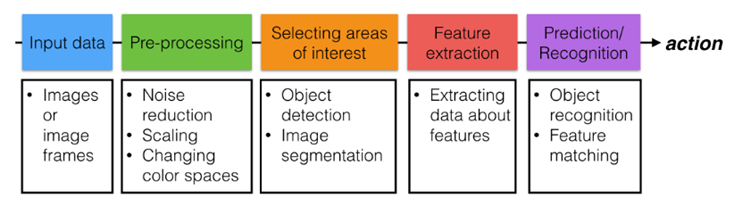 Input data
Pre-processing
Selecting areas
of interest
Feature
extraction
Prediction/
Recognition
action
• Images
or
image
frames
• Noise
reduction
• Scaling
• Changing
color spaces
• Object
detection
• Image
segmentation
• Extracting
data about
features
• Object
recognition
• Feature
matching